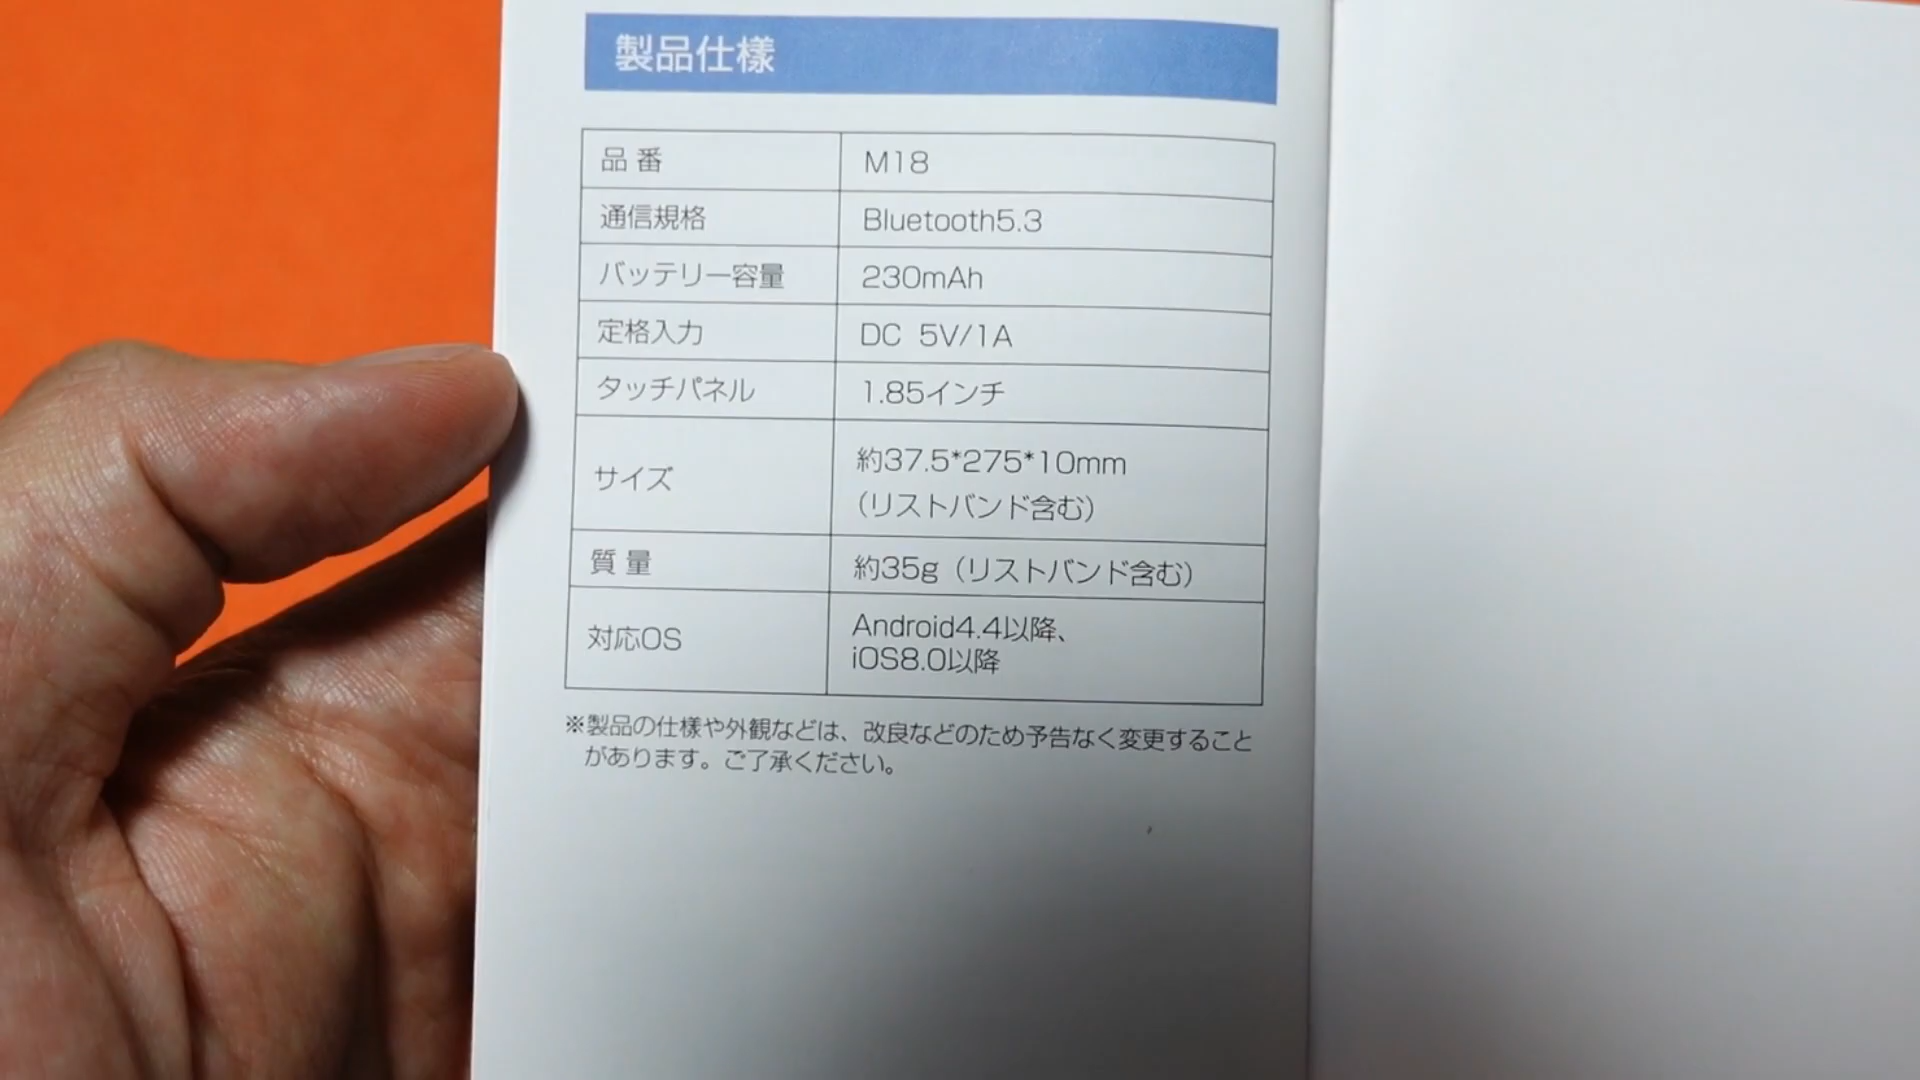 製品仕様
品 番 M18
通信規格 Bluetooth5.3
バッテリー容量 230mAh
定格入力 DC 5V/1A
タッチパネル 1.85インチ
サイズ 約37.5*275*10mm
（リストバンド含む）
質 量 約35g（リストバンド含む）
対応OS Android4.4以降、
iOS8.0以降
※製品の仕様や外観などは、改良などのため予告なく変更すること
があります。ご了承ください。